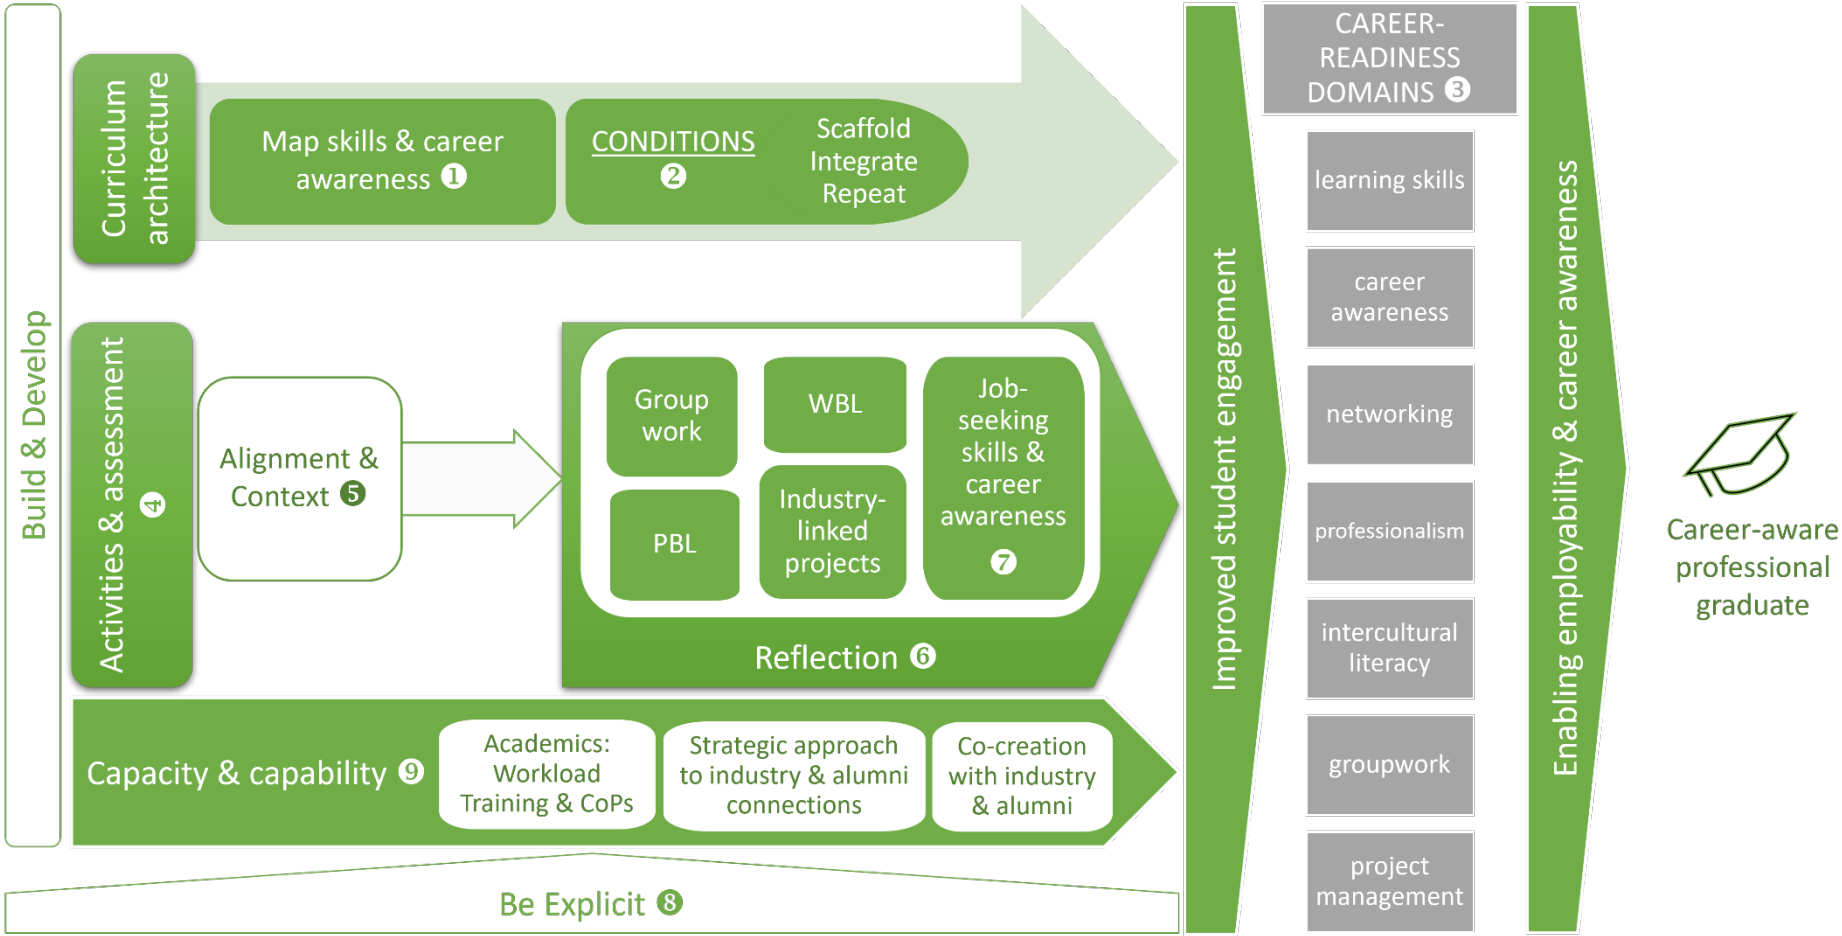 Build & Develop
Curriculum
architecture
Map skills & career
awareness ❶
CONDITIONS
❷
Scaffold
Integrate
Repeat
Activities & assessment
❹
Alignment &
Context ❺
Group
work
WBL
PBL
Industry-
linked
projects
Job-
seeking
skills &
career
awareness
❼
Reflection ❻
Capacity & capability ❾
Academics:
Workload
Training & CoPs
Strategic approach
to industry & alumni
connections
Co-creation
with industry
& alumni
Be Explicit ❽
Improved student engagement
CAREER-
READINESS
DOMAINS ❸
learning skills
career
awareness
networking
professionalism
intercultural
literacy
groupwork
project
management
Enabling employability & career awareness
Career-aware
professional
graduate